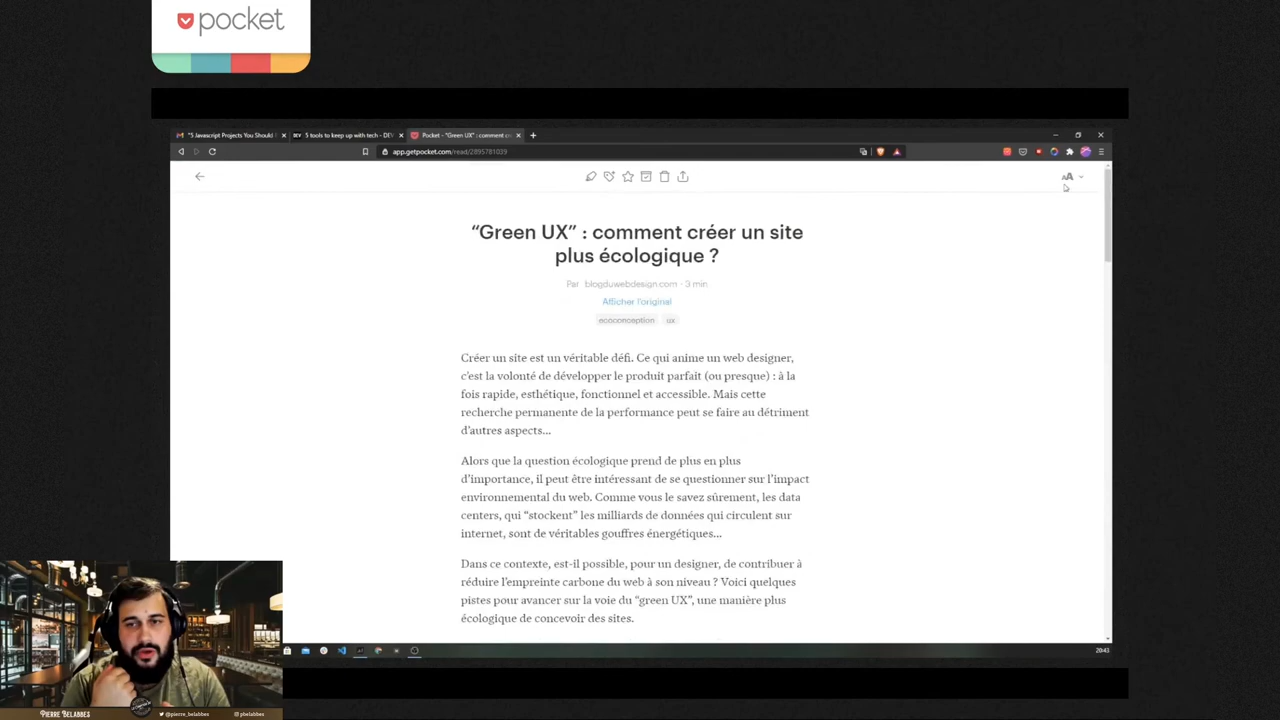 pocket
"5 Javascript Projects You Should
5 tools to keep up with tech - DEV
Pocket - "Green UX" : comment cr
app.getpocket.com/read/2895781039
“Green UX” : comment créer un site
plus écologique ?
Par blogduwebdesign.com · 3 min
Afficher l'original
ecoconception ux
Créer un site est un véritable défi. Ce qui anime un web designer,
c’est la volonté de développer le produit parfait (ou presque) : à la
fois rapide, esthétique, fonctionnel et accessible. Mais cette
recherche permanente de la performance peut se faire au détriment
d’autres aspects…
Alors que la question écologique prend de plus en plus
d’importance, il peut être intéressant de se questionner sur l’impact
environnemental du web. Comme vous le savez sûrement, les data
centers, qui “stockent” les milliards de données qui circulent sur
internet, sont de véritables gouffres énergétiques…
Dans ce contexte, est-il possible, pour un designer, de contribuer à
réduire l’empreinte carbone du web à son niveau ? Voici quelques
pistes pour avancer sur la voie du “green UX”, une manière plus
écologique de concevoir des sites.
20:43
PIERRE BELABBES
@pierre_belabbes
pbelabbes